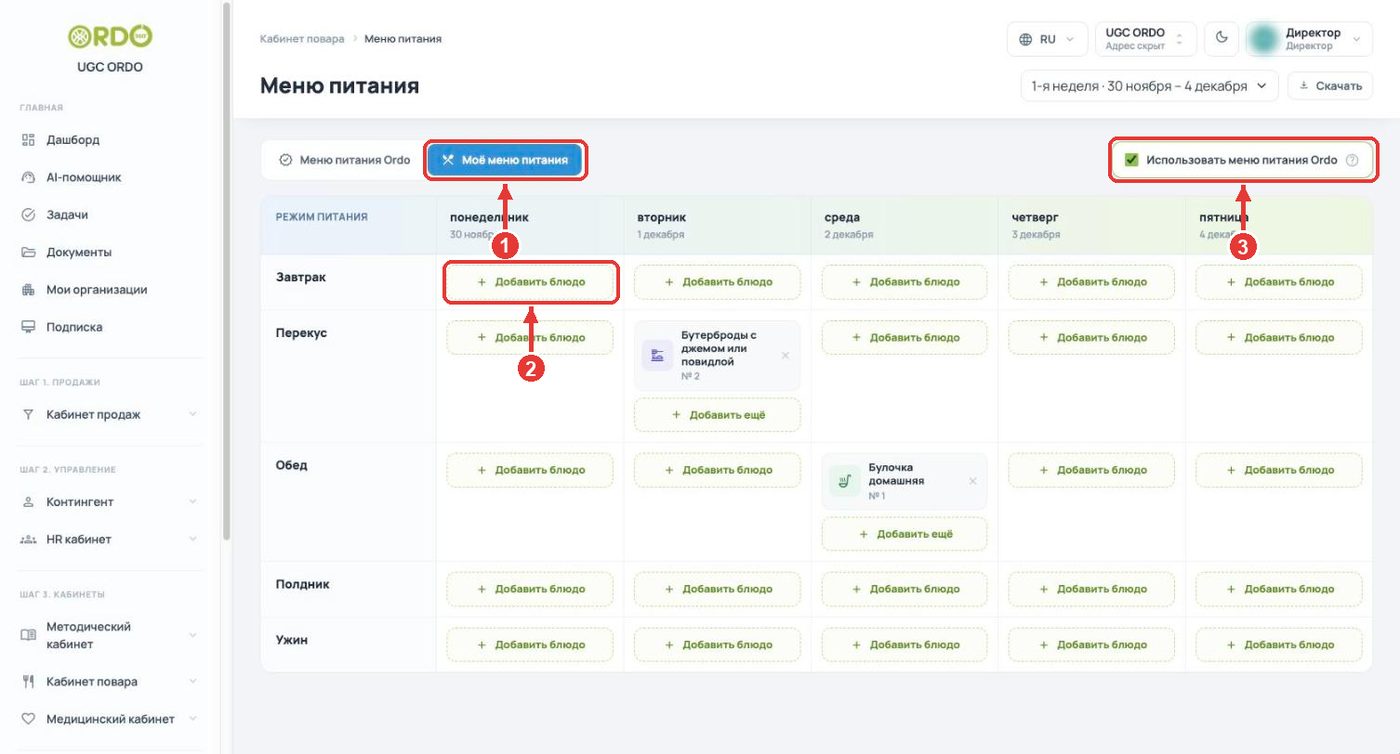 ORDO
UGC ORDO
ГЛАВНАЯ
Дашборд
AI-помощник
Задачи
Документы
Мои организации
Подписка
ШАГ 1. ПРОДАЖИ
Кабинет продаж
ШАГ 2. УПРАВЛЕНИЕ
Контингент
HR кабинет
ШАГ 3. КАБИНЕТЫ
Методический
кабинет
Кабинет повара
Медицинский кабинет
Кабинет повара > Меню питания
RU
UGC ORDO
Адрес скрыт
Директор
Директор
Меню питания
1-я неделя · 30 ноября – 4 декабря
Скачать
Меню питания Ordo
Моё меню питания
Использовать меню питания Ordo ?
РЕЖИМ ПИТАНИЯ понедельник вторник среда четверг пятница
1 декабря 2 декабря 3 декабря
1 3
Завтрак + Добавить блюдо + Добавить блюдо + Добавить блюдо + Добавить блюдо + Добавить блюдо
Перекус + Добавить блюдо
2
Бутерброды с
джемом или
повидлой
№ 2
+ Добавить ещё
+ Добавить блюдо + Добавить блюдо + Добавить блюдо
Обед + Добавить блюдо + Добавить блюдо
Булочка
домашняя
№ 1
+ Добавить ещё
+ Добавить блюдо + Добавить блюдо
Полдник + Добавить блюдо + Добавить блюдо + Добавить блюдо + Добавить блюдо + Добавить блюдо
Ужин + Добавить блюдо + Добавить блюдо + Добавить блюдо + Добавить блюдо + Добавить блюдо